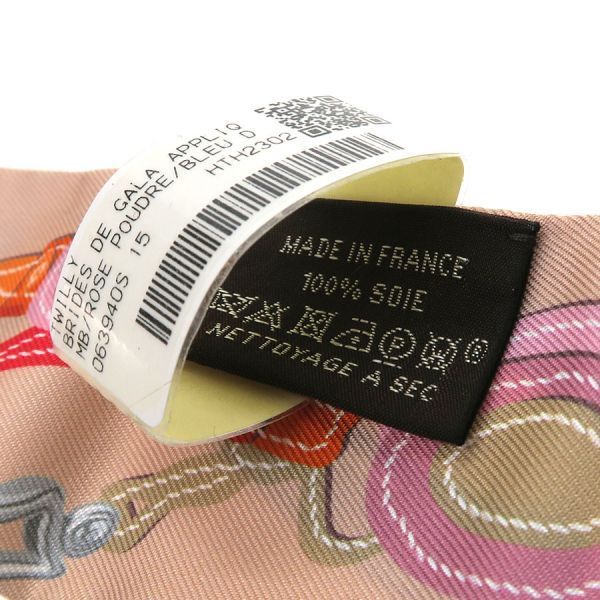 TWILLY
BRIDES DE GALA APPLIQ
MB ROSE POUDRE/BLEU D
063940S 15
HTH2302
MADE IN FRANCE
100% SOIE
NETTOYAGE A SEC